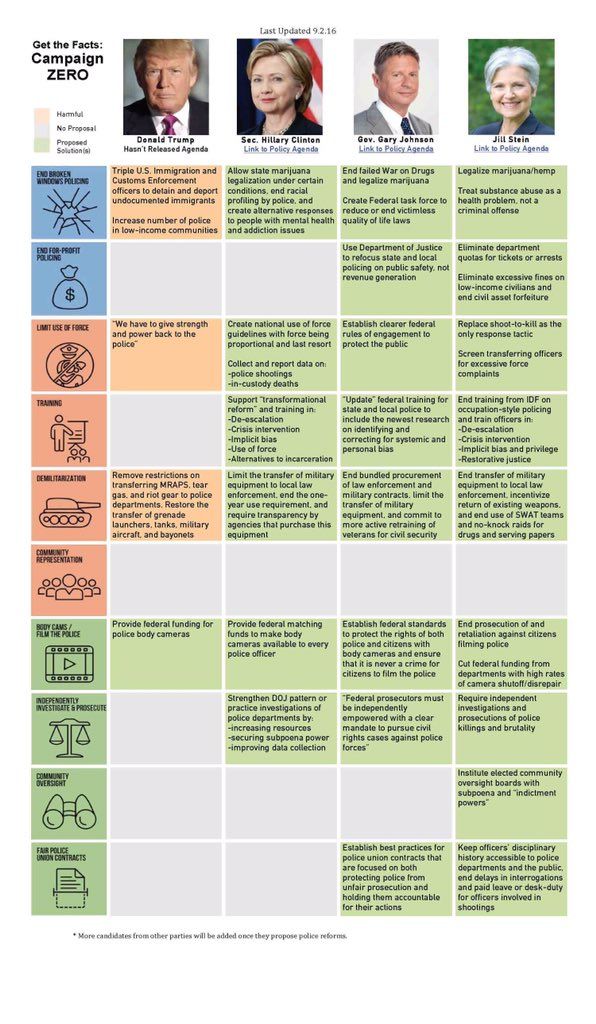 Last Updated 9.2.16
Get the Facts:
Campaign
ZERO
Harmful
No Proposal
Proposed
Solution(s)
Donald Trump
Hasn't Released Agenda
Sec. Hillary Clinton
Link to Policy Agenda
Gov. Gary Johnson
Link to Policy Agenda
Jill Stein
Link to Policy Agenda
END BROKEN
WINDOWS POLICING
Triple U.S. Immigration and
Customs Enforcement
officers to detain and deport
undocumented immigrants
Increase number of police
in low-income communities
Allow state marijuana
legalization under certain
conditions, end racial
profiling by police, and
create alternative responses
to people with mental health
and addiction issues
End failed War on Drugs
and legalize marijuana
Create Federal task force to
reduce or end victimless
quality of life laws
Legalize marijuana/hemp
Treat substance abuse as a
health problem, not a
criminal offense
END FOR-PROFIT
POLICING
$
Use Department of Justice
to refocus state and local
policing on public safety, not
revenue generation
Eliminate department
quotas for tickets or arrests
Eliminate excessive fines on
low-income civilians and
end civil asset forfeiture
LIMIT USE OF FORCE
"We have to give strength
and power back to the
police"
Create national use of force
guidelines with force being
proportional and last resort
Collect and report data on:
-police shootings
-in-custody deaths
Establish clearer federal
rules of engagement to
protect the public
Replace shoot-to-kill as the
only response tactic
Screen transferring officers
for excessive force
complaints
TRAINING
Support "transformational
reform" and training in:
-De-escalation
-Crisis intervention
-Implicit bias
-Use of force
-Alternatives to incarceration
"Update" federal training for
state and local police to
include the newest research
on identifying and
correcting for systemic and
personal bias
End training from IDF on
occupation-style policing
and train officers in:
-De-escalation
-Crisis intervention
-Implicit bias and privilege
-Restorative justice
DEMILITARIZATION
Remove restrictions on
transferring MRAPS, tear
gas, and riot gear to police
departments. Restore the
transfer of grenade
launchers, tanks, military
aircraft, and bayonets
Limit the transfer of military
equipment to local law
enforcement, end the one-
year use requirement, and
require transparency by
agencies that purchase this
equipment
End bundled procurement
of law enforcement and
military contracts, limit the
transfer of military
equipment, and commit to
more active retraining of
veterans for civil security
End transfer of military
equipment to local law
enforcement, incentivize
return of existing weapons,
and end use of SWAT teams
and no-knock raids for
drugs and serving papers
COMMUNITY
REPRESENTATION
BODY CAMS /
FILM THE POLICE
Provide federal funding for
police body cameras
Provide federal matching
funds to make body
cameras available to every
police officer
Establish federal standards
to protect the rights of both
police and citizens with
body cameras and ensure
that it is never a crime for
citizens to film the police
End prosecution of and
retaliation against citizens
filming police
Cut federal funding from
departments with high rates
of camera shutoff/disrepair
INDEPENDENTLY
INVESTIGATE & PROSECUTE
Strengthen DOJ pattern or
practice investigations of
police departments by:
-increasing resources
-securing subpoena power
-improving data collection
"Federal prosecutors must
be independently
empowered with a clear
mandate to pursue civil
rights cases against police
forces"
Require independent
investigations and
prosecutions of police
killings and brutality
COMMUNITY
OVERSIGHT
Institute elected community
oversight boards with
subpoena and "indictment
powers"
FAIR POLICE
UNION CONTRACTS
Establish best practices for
police union contracts that
are focused on both
protecting police from
unfair prosecution and
holding them accountable
for their actions
Keep officers' disciplinary
history accessible to police
departments and the public,
end delays in interrogations
and paid leave or desk-duty
for officers involved in
shootings
* More candidates from other parties will be added once they propose police reforms.